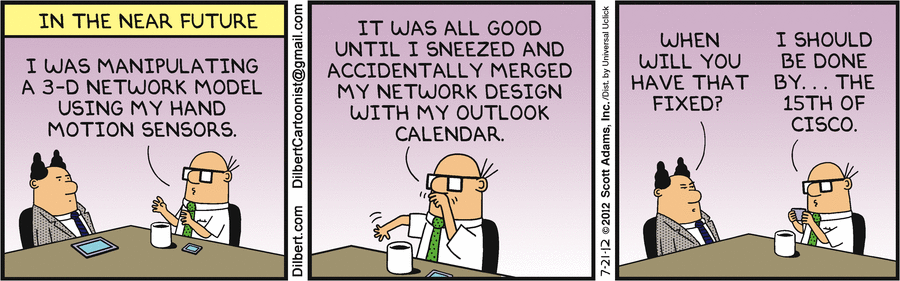 IN THE NEAR FUTURE
I WAS MANIPULATING
A 3-D NETWORK MODEL
USING MY HAND
MOTION SENSORS.
Dilbert.com DilbertCartoonist@gmail.com
IT WAS ALL GOOD
UNTIL I SNEEZED AND
ACCIDENTALLY MERGED
MY NETWORK DESIGN
WITH MY OUTLOOK
CALENDAR.
7-21-12 ©2012 Scott Adams, Inc./Dist. by Universal Uclick
WHEN
WILL YOU
HAVE THAT
FIXED?
I SHOULD
BE DONE
BY... THE
15TH OF
CISCO.